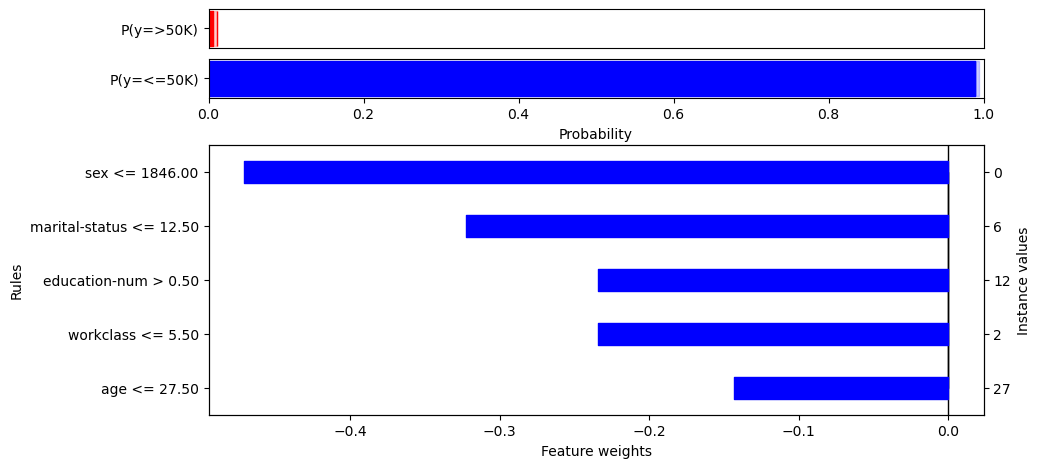 P(y=>50K)
P(y=<=50K)
0.0 0.2 0.4 0.6 0.8 1.0
Probability
sex <= 1846.00 0
marital-status <= 12.50 6
education-num > 0.50 12
workclass <= 5.50 2
age <= 27.50 27
Rules
Instance values
−0.4 −0.3 −0.2 −0.1 0.0
Feature weights